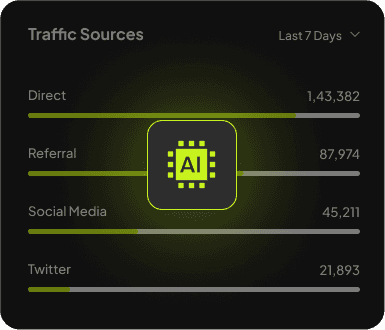 Traffic Sources
Last 7 Days
Direct 1,43,382
Referral 87,974
AI
Social Media 45,211
Twitter 21,893